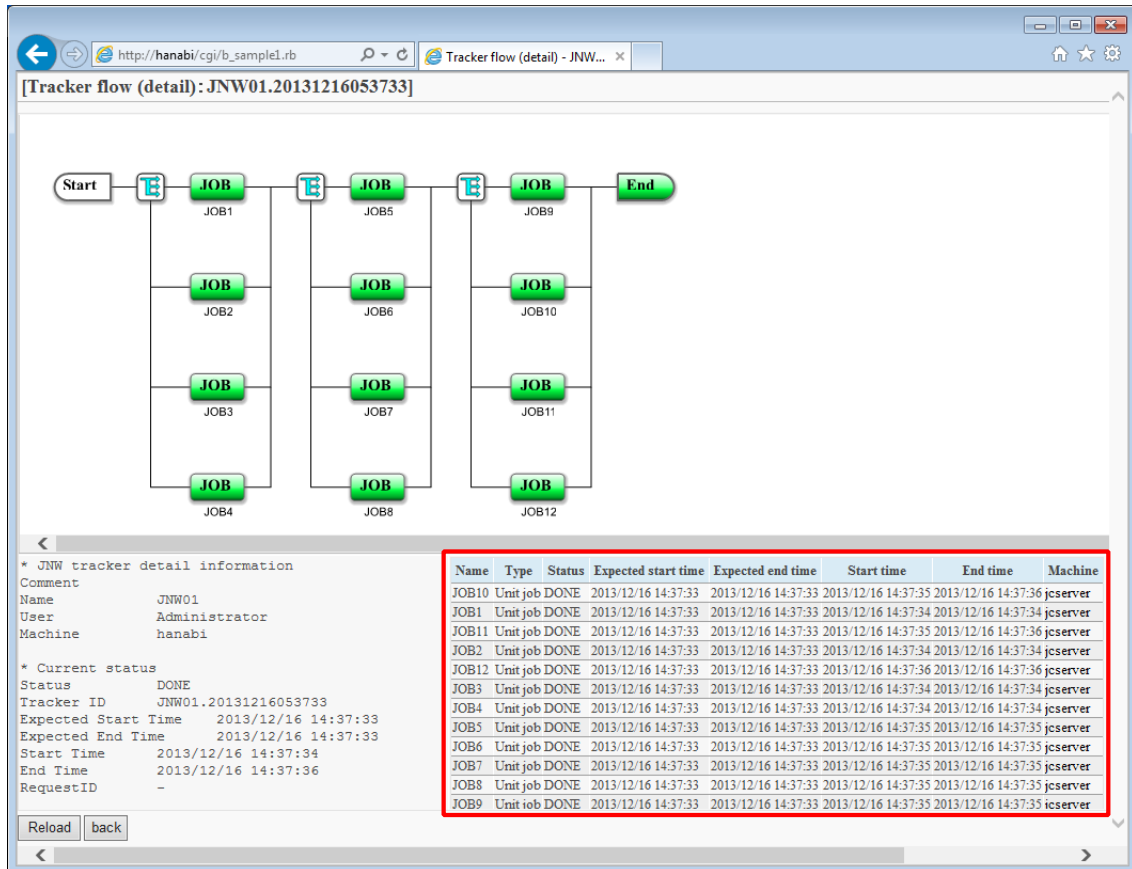 http://hanabi/cgi/b_sample1.rb
Tracker flow (detail) - JNW...
[Tracker flow (detail):JNW01.20131216053733]
Start JOB JOB JOB End
JOB1 JOB5 JOB9
JOB JOB JOB
JOB2 JOB6 JOB10
JOB JOB JOB
JOB3 JOB7 JOB11
JOB JOB JOB
JOB4 JOB8 JOB12
* JNW tracker detail information
Comment
Name JNW01
User Administrator
Machine hanabi
* Current status
Status DONE
Tracker ID JNW01.20131216053733
Expected Start Time 2013/12/16 14:37:33
Expected End Time 2013/12/16 14:37:33
Start Time 2013/12/16 14:37:34
End Time 2013/12/16 14:37:36
RequestID -
Name Type Status Expected start time Expected end time Start time End time Machine
JOB10 Unit job DONE 2013/12/16 14:37:33 2013/12/16 14:37:33 2013/12/16 14:37:35 2013/12/16 14:37:36 jcserver
JOB1 Unit job DONE 2013/12/16 14:37:33 2013/12/16 14:37:33 2013/12/16 14:37:34 2013/12/16 14:37:34 jcserver
JOB11 Unit job DONE 2013/12/16 14:37:33 2013/12/16 14:37:33 2013/12/16 14:37:35 2013/12/16 14:37:36 jcserver
JOB2 Unit job DONE 2013/12/16 14:37:33 2013/12/16 14:37:33 2013/12/16 14:37:34 2013/12/16 14:37:34 jcserver
JOB12 Unit job DONE 2013/12/16 14:37:33 2013/12/16 14:37:33 2013/12/16 14:37:36 2013/12/16 14:37:36 jcserver
JOB3 Unit job DONE 2013/12/16 14:37:33 2013/12/16 14:37:33 2013/12/16 14:37:34 2013/12/16 14:37:34 jcserver
JOB4 Unit job DONE 2013/12/16 14:37:33 2013/12/16 14:37:33 2013/12/16 14:37:34 2013/12/16 14:37:34 jcserver
JOB5 Unit job DONE 2013/12/16 14:37:33 2013/12/16 14:37:33 2013/12/16 14:37:35 2013/12/16 14:37:35 jcserver
JOB6 Unit job DONE 2013/12/16 14:37:33 2013/12/16 14:37:33 2013/12/16 14:37:35 2013/12/16 14:37:35 jcserver
JOB7 Unit job DONE 2013/12/16 14:37:33 2013/12/16 14:37:33 2013/12/16 14:37:35 2013/12/16 14:37:35 jcserver
JOB8 Unit job DONE 2013/12/16 14:37:33 2013/12/16 14:37:33 2013/12/16 14:37:35 2013/12/16 14:37:35 jcserver
JOB9 Unit job DONE 2013/12/16 14:37:33 2013/12/16 14:37:33 2013/12/16 14:37:35 2013/12/16 14:37:35 jcserver
Reload back